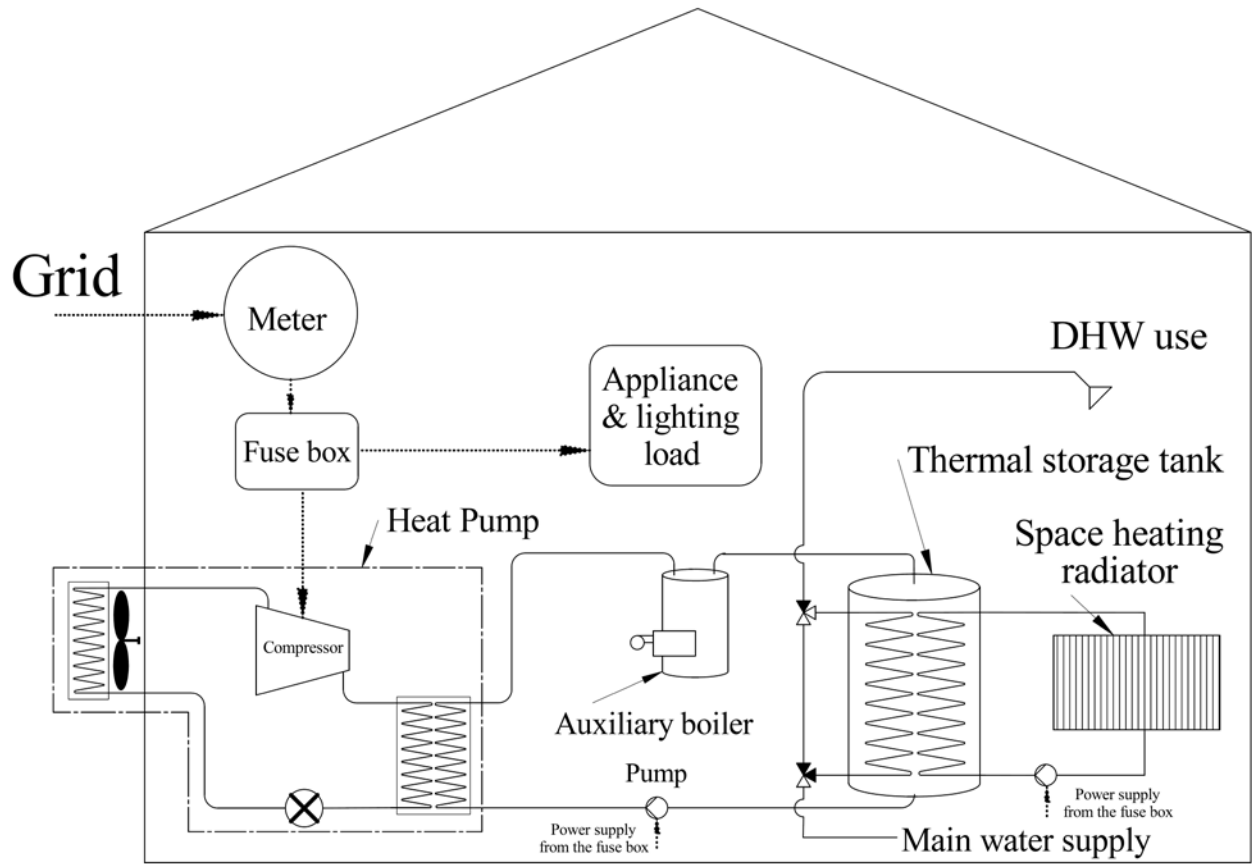 Grid
Meter
DHW use
Appliance
& lighting
load
Fuse box
Thermal storage tank
Heat Pump
Space heating
radiator
Compressor
Auxiliary boiler
Pump
Power supply
from the fuse box
Power supply
from the fuse box
Main water supply